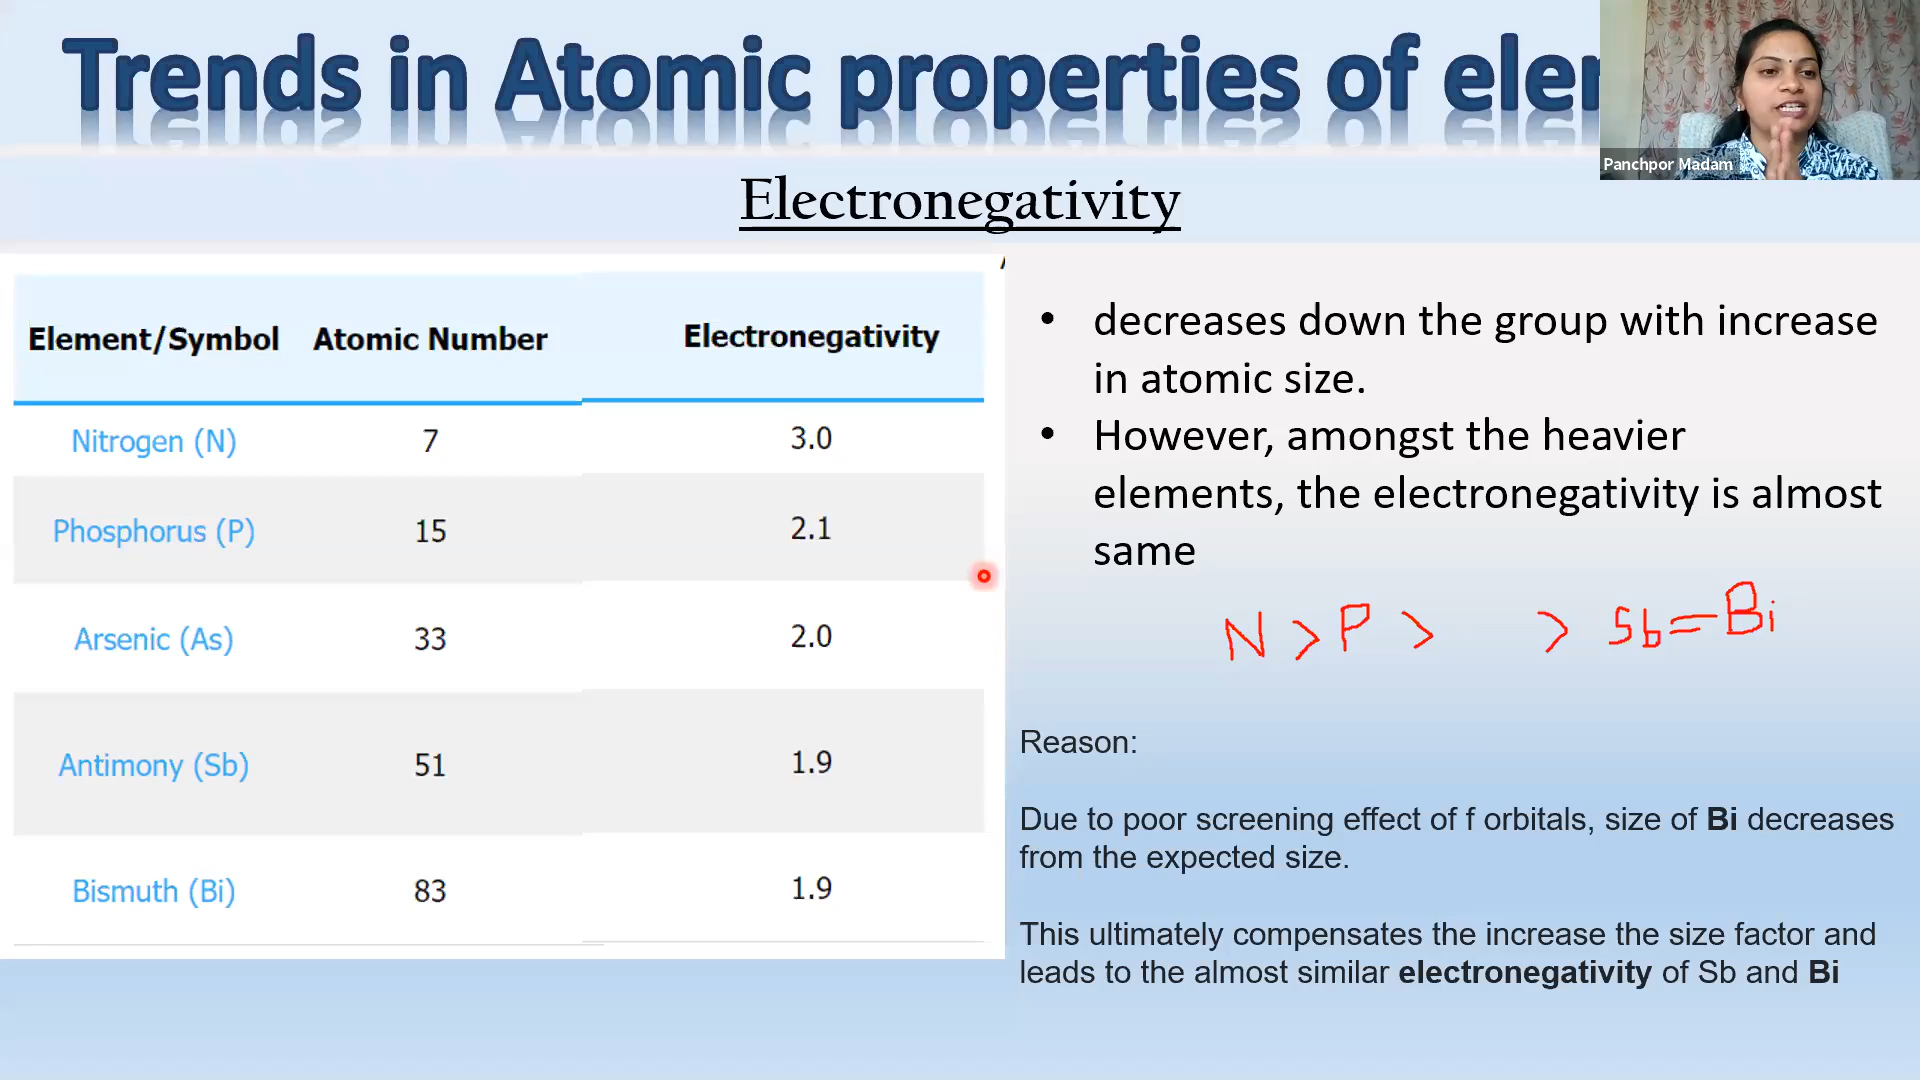 Trends in Atomic properties of elem
Panchpor Madam
Electronegativity
Element/Symbol Atomic Number Electronegativity
Nitrogen (N) 7 3.0
Phosphorus (P) 15 2.1
Arsenic (As) 33 2.0
Antimony (Sb) 51 1.9
Bismuth (Bi) 83 1.9
• decreases down the group with increase
in atomic size.
• However, amongst the heavier
elements, the electronegativity is almost
same
N > P > > Sb = Bi
Reason:
Due to poor screening effect of f orbitals, size of Bi decreases
from the expected size.
This ultimately compensates the increase the size factor and
leads to the almost similar electronegativity of Sb and Bi